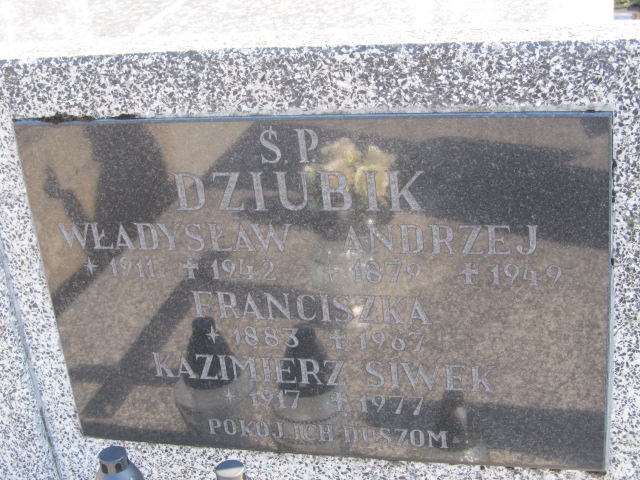 Ś.P.
DZIUBIK
WŁADYSŁAW ANDRZEJ
* 1911 + 1942 * 1879 + 1949
FRANCISZKA
* 1883 + 1967
KAZIMIERZ SIWEK
* 1917 + 1977
POKÓJ ICH DUSZOM